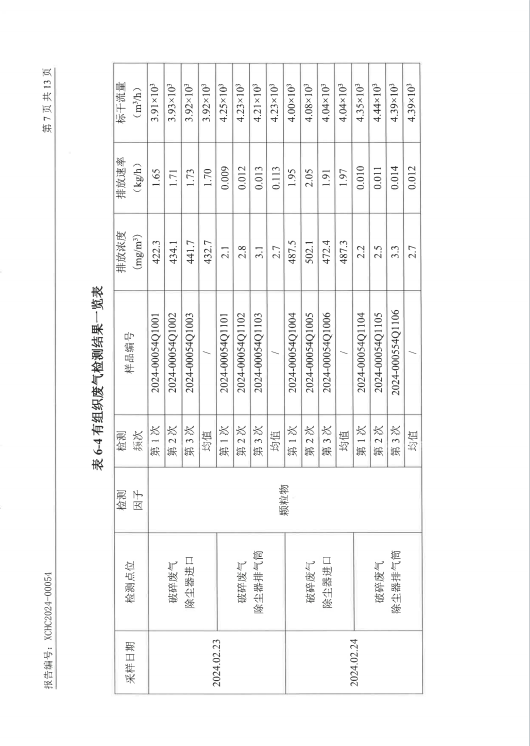 报告编号：XCHC2024-00054 第 7 页 共 13 页
表 6-4 有组织废气检测结果一览表
采样日期 检测点位 检测因子 检测频次 样品编号 排放浓度（mg/m³） 排放速率（kg/h） 标干流量（m³/h）
2024.02.23 破碎废气除尘器进口 颗粒物 第 1 次 2024-00054Q1001 422.3 1.65 3.91×10³
第 2 次 2024-00054Q1002 434.1 1.71 3.93×10³
第 3 次 2024-00054Q1003 441.7 1.73 3.92×10³
均值 / 432.7 1.70 3.92×10³
破碎废气除尘器排气筒 第 1 次 2024-00054Q1101 2.1 0.009 4.25×10³
第 2 次 2024-00054Q1102 2.8 0.012 4.23×10³
第 3 次 2024-00054Q1103 3.1 0.013 4.21×10³
均值 / 2.7 0.113 4.23×10³
2024.02.24 破碎废气除尘器进口 第 1 次 2024-00054Q1004 487.5 1.95 4.00×10³
第 2 次 2024-00054Q1005 502.1 2.05 4.08×10³
第 3 次 2024-00054Q1006 472.4 1.91 4.04×10³
均值 / 487.3 1.97 4.04×10³
破碎废气除尘器排气筒 第 1 次 2024-00054Q1104 2.2 0.010 4.35×10³
第 2 次 2024-00054Q1105 2.5 0.011 4.44×10³
第 3 次 2024-000554Q1106 3.3 0.014 4.39×10³
均值 / 2.7 0.012 4.39×10³